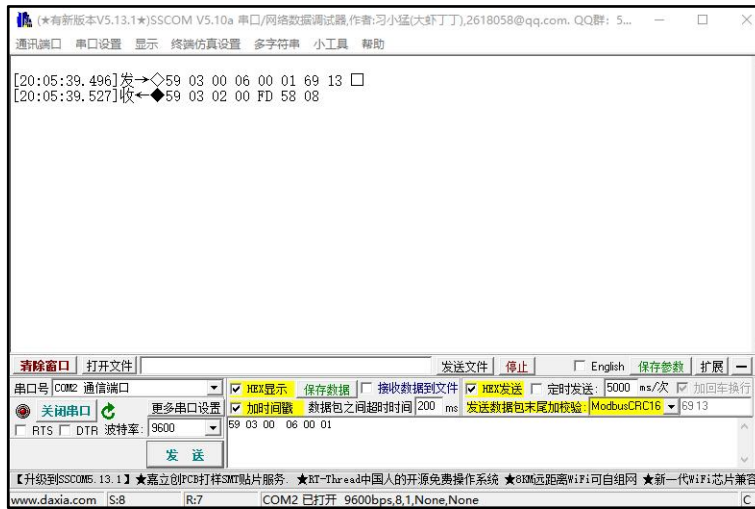 (★有新版本V5.13.1★)SSCOM V5.10a 串口/网络数据调试器,作者:习小猛(大虾丁丁),2618058@qq.com. QQ群: 5...
通讯端口 串口设置 显示 终端仿真设置 多字符串 小工具 帮助
[20:05:39.496]发→◇59 03 00 06 00 01 69 13 □
[20:05:39.527]收←◆59 03 02 00 FD 58 08
清除窗口 打开文件 发送文件 停止 English 保存参数 扩展 —
串口号 COM2 通信端口 HEX显示 保存数据 接收数据到文件 HEX发送 定时发送: 5000 ms/次 加回车换行
关闭串口 更多串口设置 加时间戳 数据包之间超时时间 200 ms 发送数据包末尾加校验: ModbusCRC16 69 13
RTS DTR 波特率: 9600 59 03 00 06 00 01
发 送
【升级到SSCOM5.13.1】★嘉立创PCB打样SMT贴片服务. ★RT-Thread中国人的开源免费操作系统 ★8KM远距离WiFi可自组网 ★新一代WiFi芯片兼容
www.daxia.com S:8 R:7 COM2 已打开 9600bps,8,1,None,None C